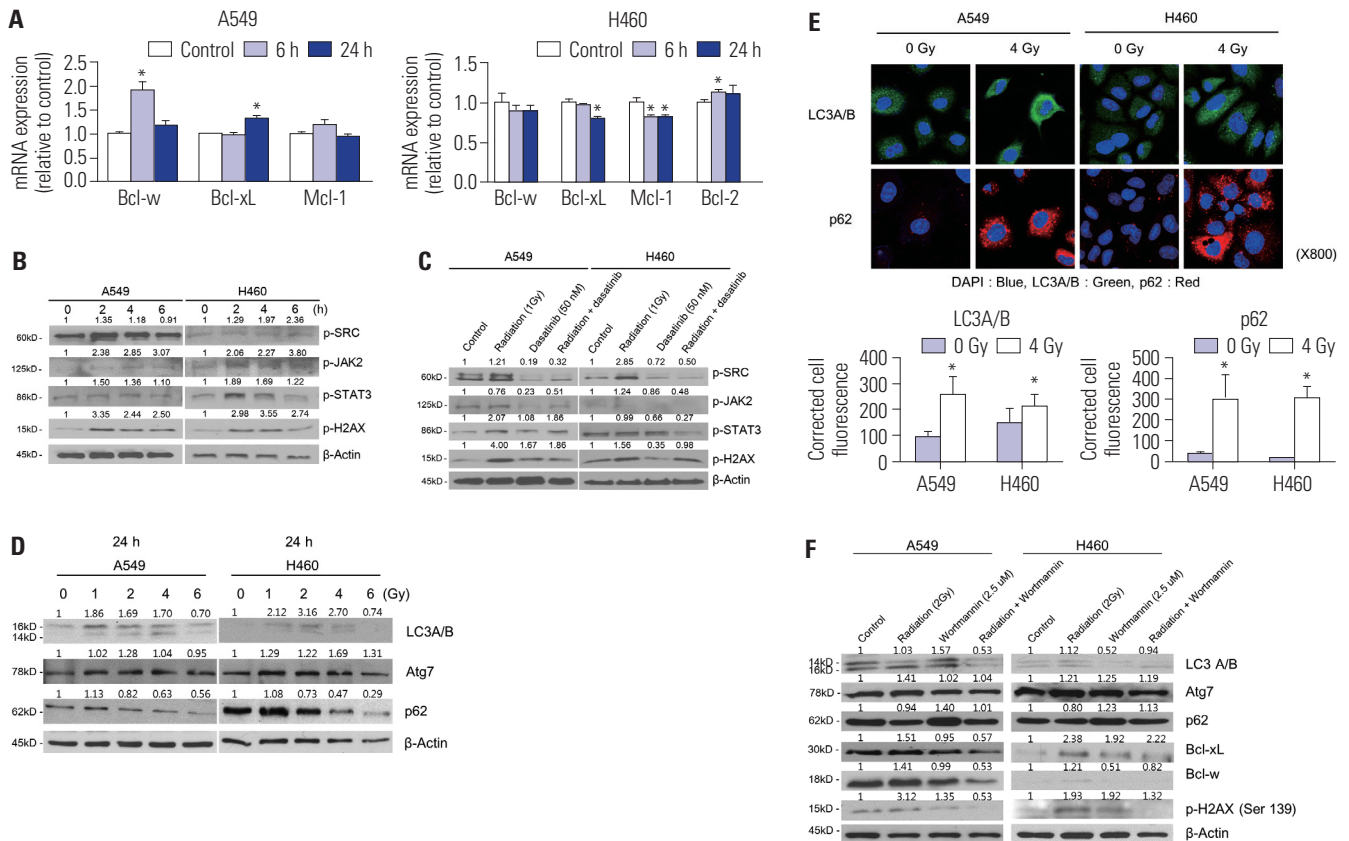 A
A549
Control 6 h 24 h
mRNA expression
(relative to control)
2.5
2.0
1.5
1.0
0.5
0.0
*
*
Bcl-w Bcl-xL Mcl-1
H460
Control 6 h 24 h
mRNA expression
(relative to control)
1.5
1.0
0.5
0.0
* * * *
Bcl-w Bcl-xL Mcl-1 Bcl-2
B
A549 H460
0 2 4 6 0 2 4 6 (h)
1 1.35 1.18 0.91 1 1.29 1.97 2.36
60kD - p-SRC
1 2.38 2.85 3.07 1 2.06 2.27 3.80
125kD - p-JAK2
1 1.50 1.36 1.10 1 1.89 1.69 1.22
86kD - p-STAT3
1 3.35 2.44 2.50 1 2.98 3.55 2.74
15kD - p-H2AX
45kD - β-Actin
C
A549 H460
Control Radiation (1Gy) Dasatinib (50 nM) Radiation + dasatinib Control Radiation (1Gy) Dasatinib (50 nM) Radiation + dasatinib
1 1.21 0.19 0.32 1 2.85 0.72 0.50
60kD - p-SRC
1 0.76 0.23 0.51 1 1.24 0.86 0.48
125kD - p-JAK2
1 2.07 1.08 1.86 1 0.99 0.66 0.27
86kD - p-STAT3
1 4.00 1.67 1.86 1 1.56 0.35 0.98
15kD - p-H2AX
45kD - β-Actin
D
24 h 24 h
A549 H460
0 1 2 4 6 0 1 2 4 6 (Gy)
1 1.86 1.69 1.70 0.70 1 2.12 3.16 2.70 0.74
16kD -
14kD - LC3A/B
1 1.02 1.28 1.04 0.95 1 1.29 1.22 1.69 1.31
78kD - Atg7
1 1.13 0.82 0.63 0.56 1 1.08 0.73 0.47 0.29
62kD - p62
45kD - β-Actin
E
A549 H460
0 Gy 4 Gy 0 Gy 4 Gy
LC3A/B
p62
(X800)
DAPI : Blue, LC3A/B : Green, p62 : Red
LC3A/B
0 Gy 4 Gy
Corrected cell
fluorescence
400
300
200
100
0
* *
A549 H460
p62
0 Gy 4 Gy
Corrected cell
fluorescence
500
400
300
200
100
0
* *
A549 H460
F
A549 H460
Control Radiation (2Gy) Wortmannin (2.5 uM) Radiation + Wortmannin Control Radiation (2Gy) Wortmannin (2.5 uM) Radiation + Wortmannin
1 1.03 1.57 0.53 1 1.12 0.52 0.94
14kD -
16kD - LC3 A/B
1 1.41 1.02 1.04 1 1.21 1.25 1.19
78kD - Atg7
1 0.94 1.40 1.01 1 0.80 1.23 1.13
62kD - p62
1 1.51 0.95 0.57 1 2.38 1.92 2.22
30kD - Bcl-xL
1 1.41 0.99 0.53 1 1.21 0.51 0.82
18kD - Bcl-w
1 3.12 1.35 0.53 1 1.93 1.92 1.32
15kD - p-H2AX (Ser 139)
45kD - β-Actin